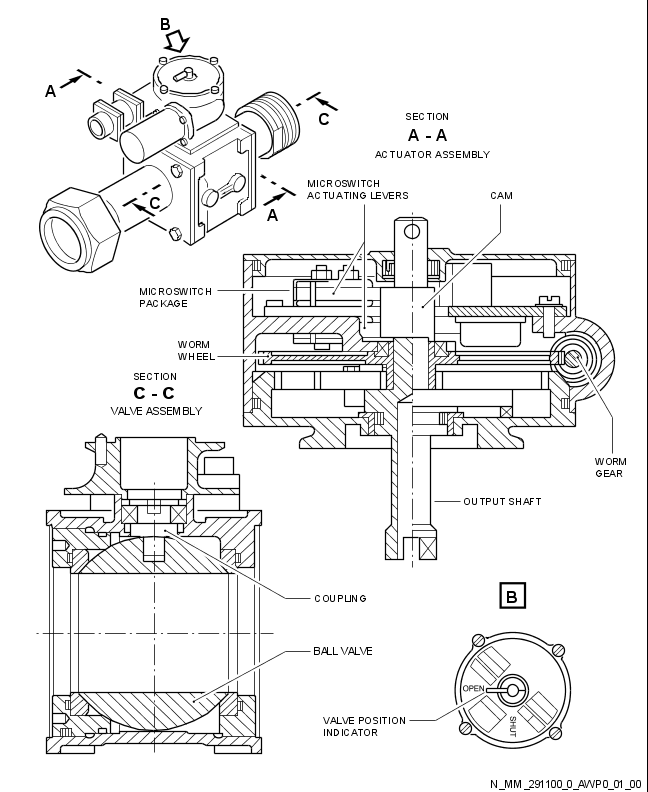 B
A
C
C
A
SECTION
A - A
ACTUATOR ASSEMBLY
MICROSWITCH
ACTUATING LEVERS
CAM
MICROSWITCH
PACKAGE
WORM
WHEEL
SECTION
C - C
VALVE ASSEMBLY
WORM
GEAR
OUTPUT SHAFT
COUPLING
B
BALL VALVE
OPEN
SHUT
VALVE POSITION
INDICATOR
N_MM_291100_0_AWP0_01_00